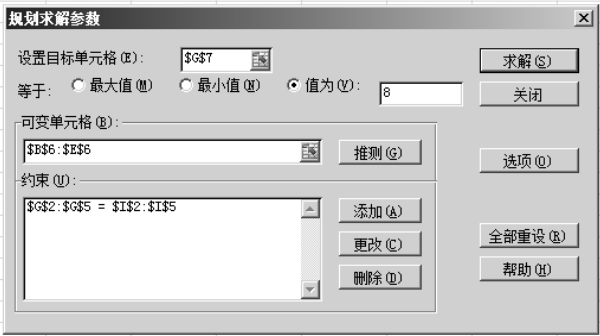 规划求解参数
设置目标单元格(E): $G$7 求解(S)
等于: 最大值(M) 最小值(N) 值为(V): 8 关闭
可变单元格(B):
$B$6:$E$6 推测(G) 选项(O)
约束(U):
$G$2:$G$5 = $I$2:$I$5 添加(A)
更改(C) 全部重设(R)
删除(D) 帮助(H)